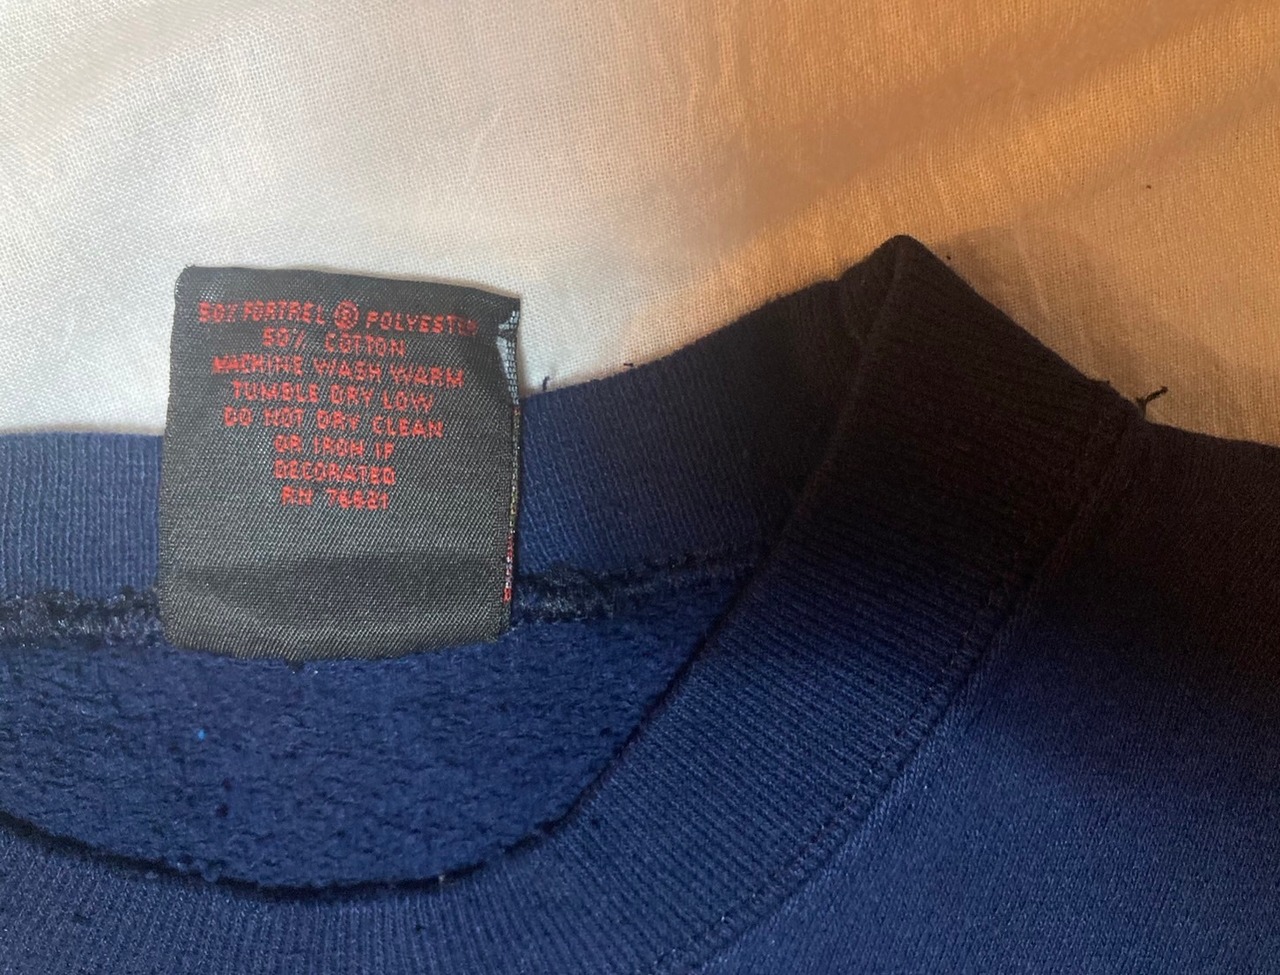 50% FORTREL ® POLYESTER
50% COTTON
MACHINE WASH WARM
TUMBLE DRY LOW
DO NOT DRY CLEAN
OR IRON IF
DECORATED
RN